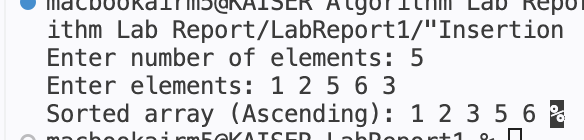 macbookairm5@KAISER Algorithm Lab Repor
ithm Lab Report/LabReport1/"Insertion
Enter number of elements: 5
Enter elements: 1 2 5 6 3
Sorted array (Ascending): 1 2 3 5 6 %
macbookairm5@KAISER LabReport1 %